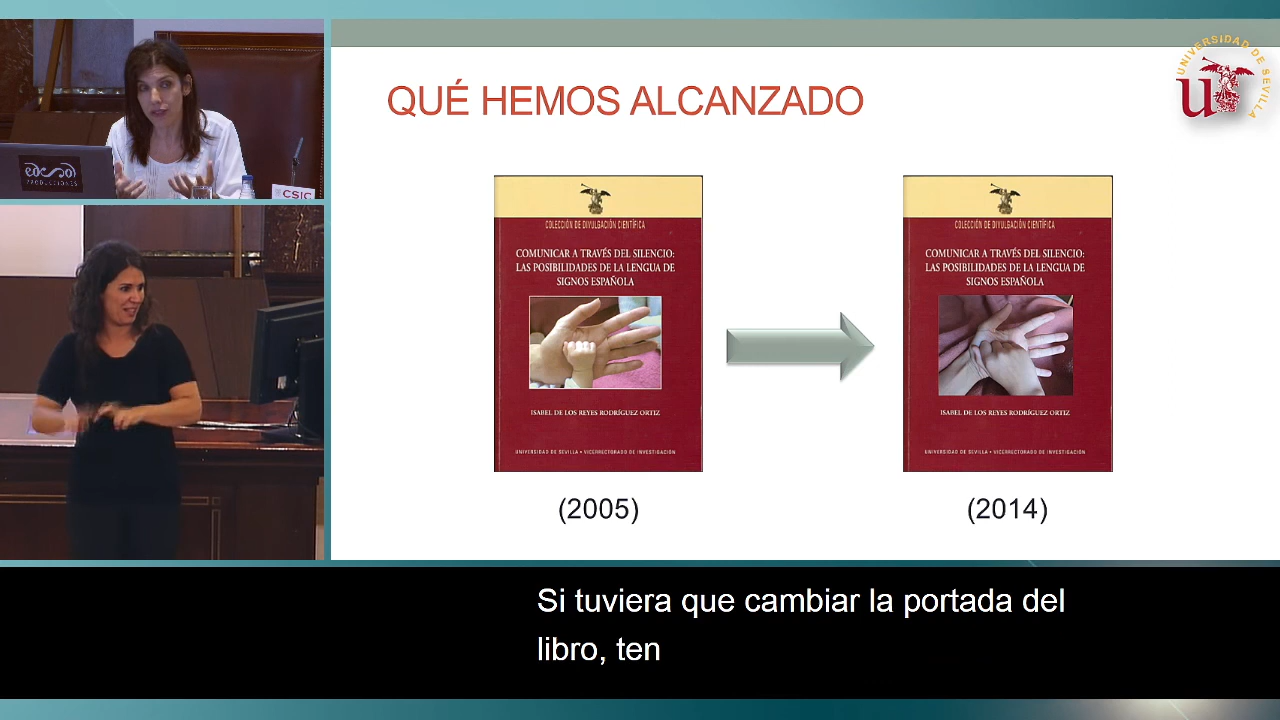 edsol
PRODUCCIONES
CSIC
QUÉ HEMOS ALCANZADO
UNIVERSIDAD DE SEVILLA
COLECCIÓN DE DIVULGACIÓN CIENTÍFICA
COMUNICAR A TRAVÉS DEL SILENCIO:
LAS POSIBILIDADES DE LA LENGUA DE
SIGNOS ESPAÑOLA
ISABEL DE LOS REYES RODRÍGUEZ ORTIZ
UNIVERSIDAD DE SEVILLA • VICERRECTORADO DE INVESTIGACIÓN
(2005)
COLECCIÓN DE DIVULGACIÓN CIENTÍFICA
COMUNICAR A TRAVÉS DEL SILENCIO:
LAS POSIBILIDADES DE LA LENGUA DE
SIGNOS ESPAÑOLA
ISABEL DE LOS REYES RODRÍGUEZ ORTIZ
UNIVERSIDAD DE SEVILLA • VICERRECTORADO DE INVESTIGACIÓN
(2014)
Si tuviera que cambiar la portada del
libro, ten